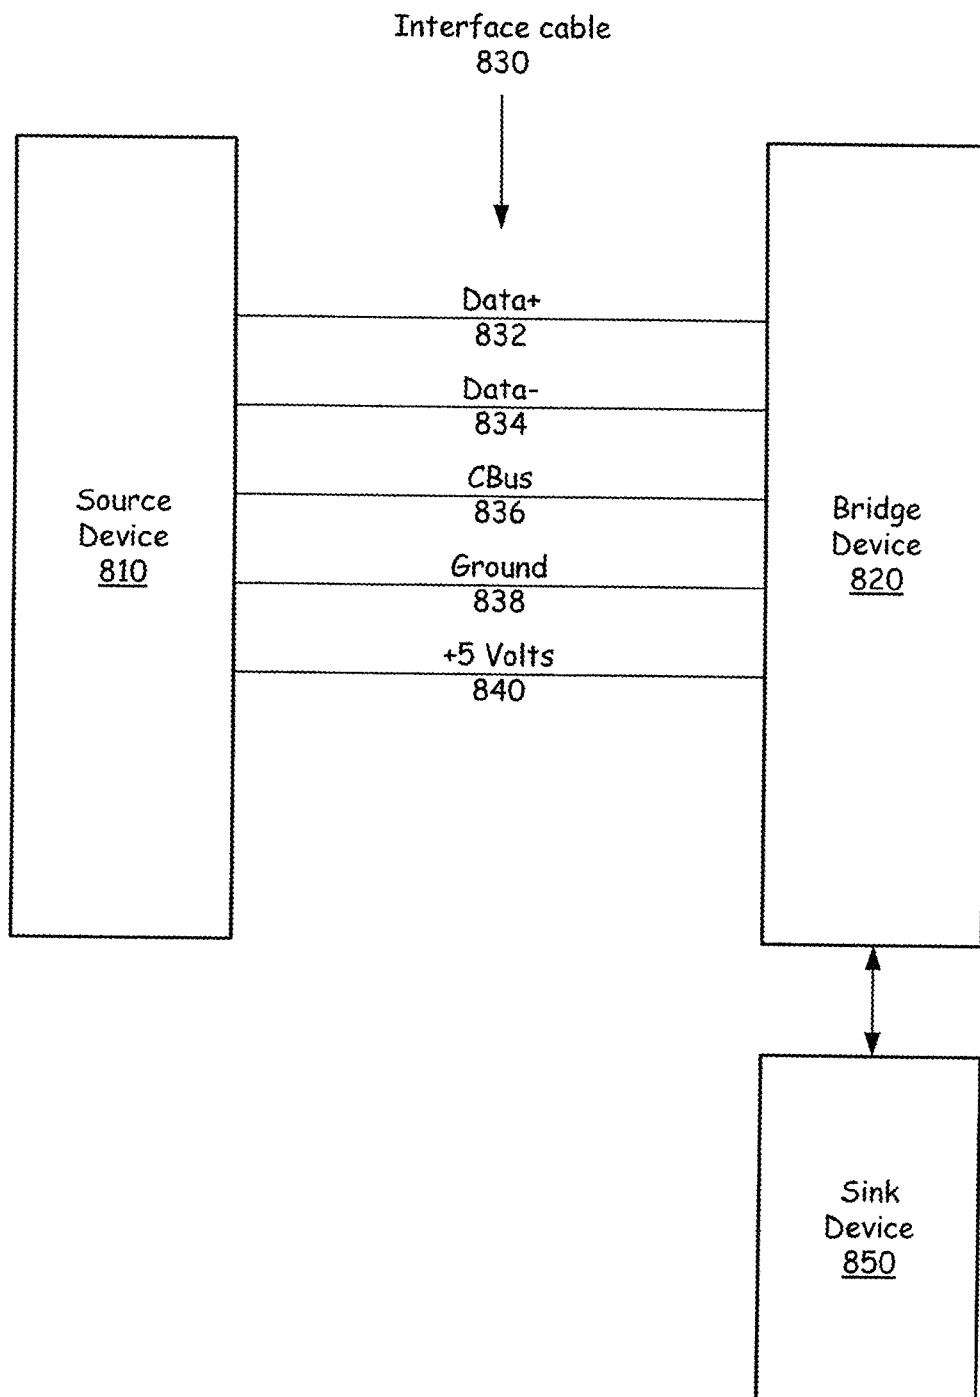 Interface cable
830
Data+
832
Data-
834
CBus
836
Ground
838
+5 Volts
840
Source
Device
810
Bridge
Device
820
Sink
Device
850